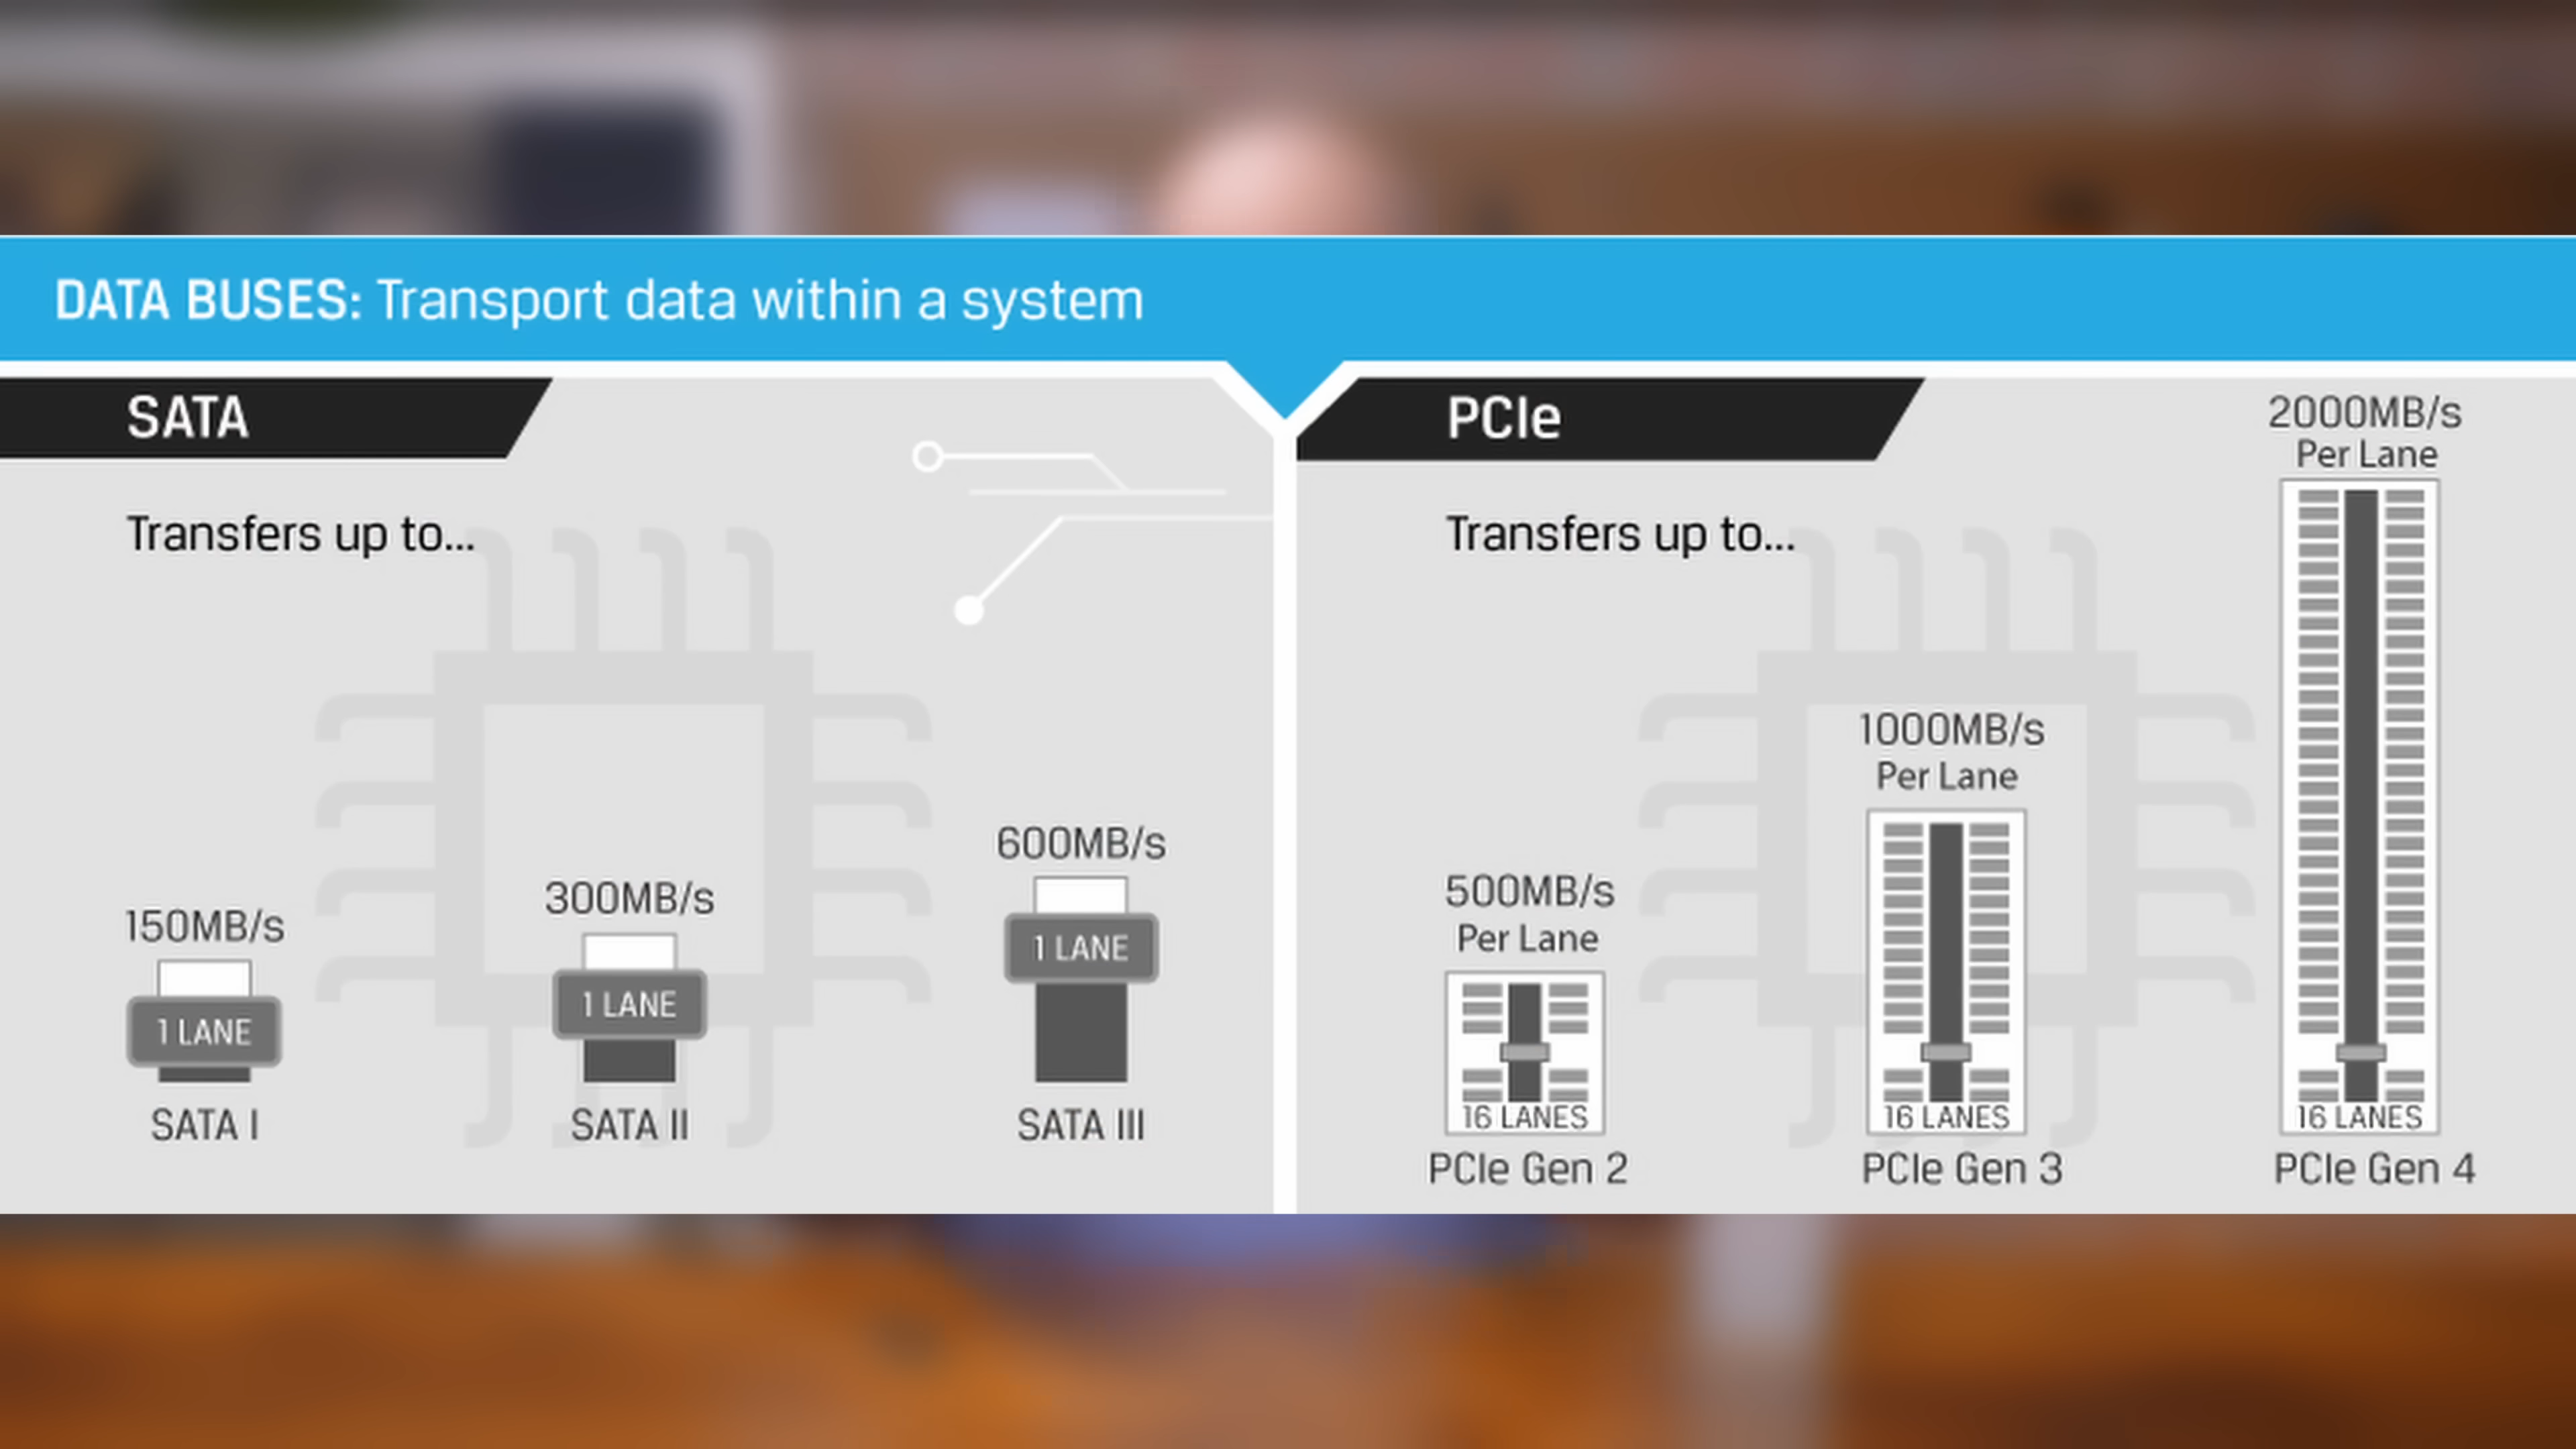 DATA BUSES: Transport data within a system
SATA
Transfers up to...
150MB/s
1 LANE
SATA I
300MB/s
1 LANE
SATA II
600MB/s
1 LANE
SATA III
PCIe
Transfers up to...
500MB/s
Per Lane
16 LANES
PCIe Gen 2
1000MB/s
Per Lane
16 LANES
PCIe Gen 3
2000MB/s
Per Lane
16 LANES
PCIe Gen 4